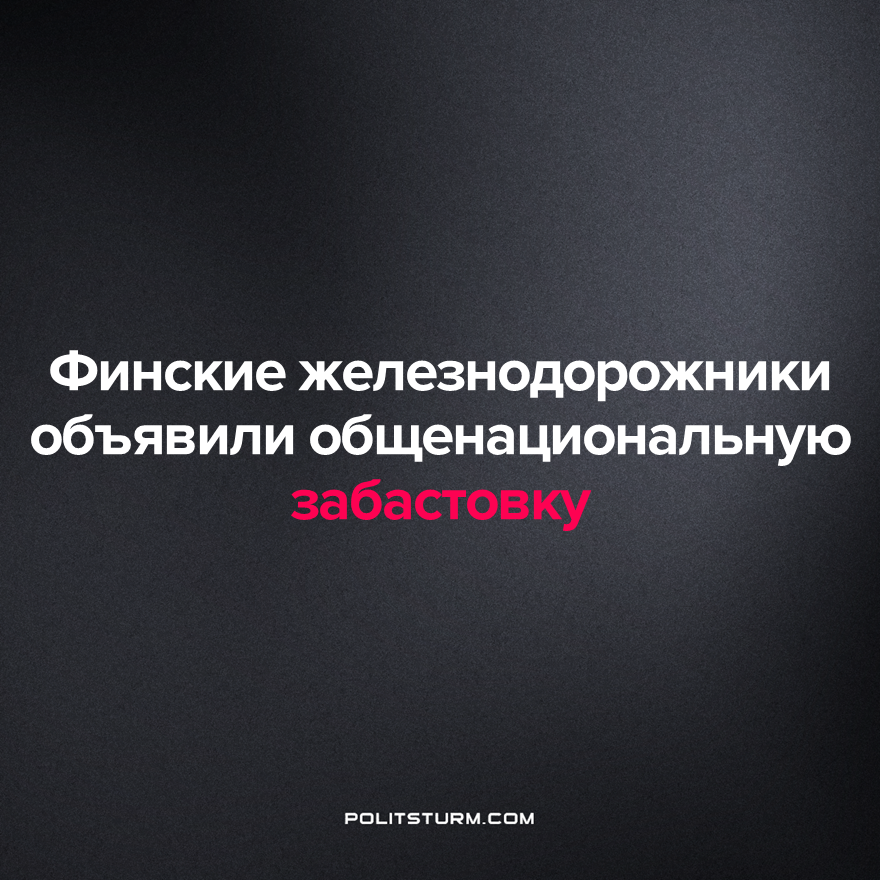 Финские железнодорожники
объявили общенациональную
забастовку
POLITSTURM.COM